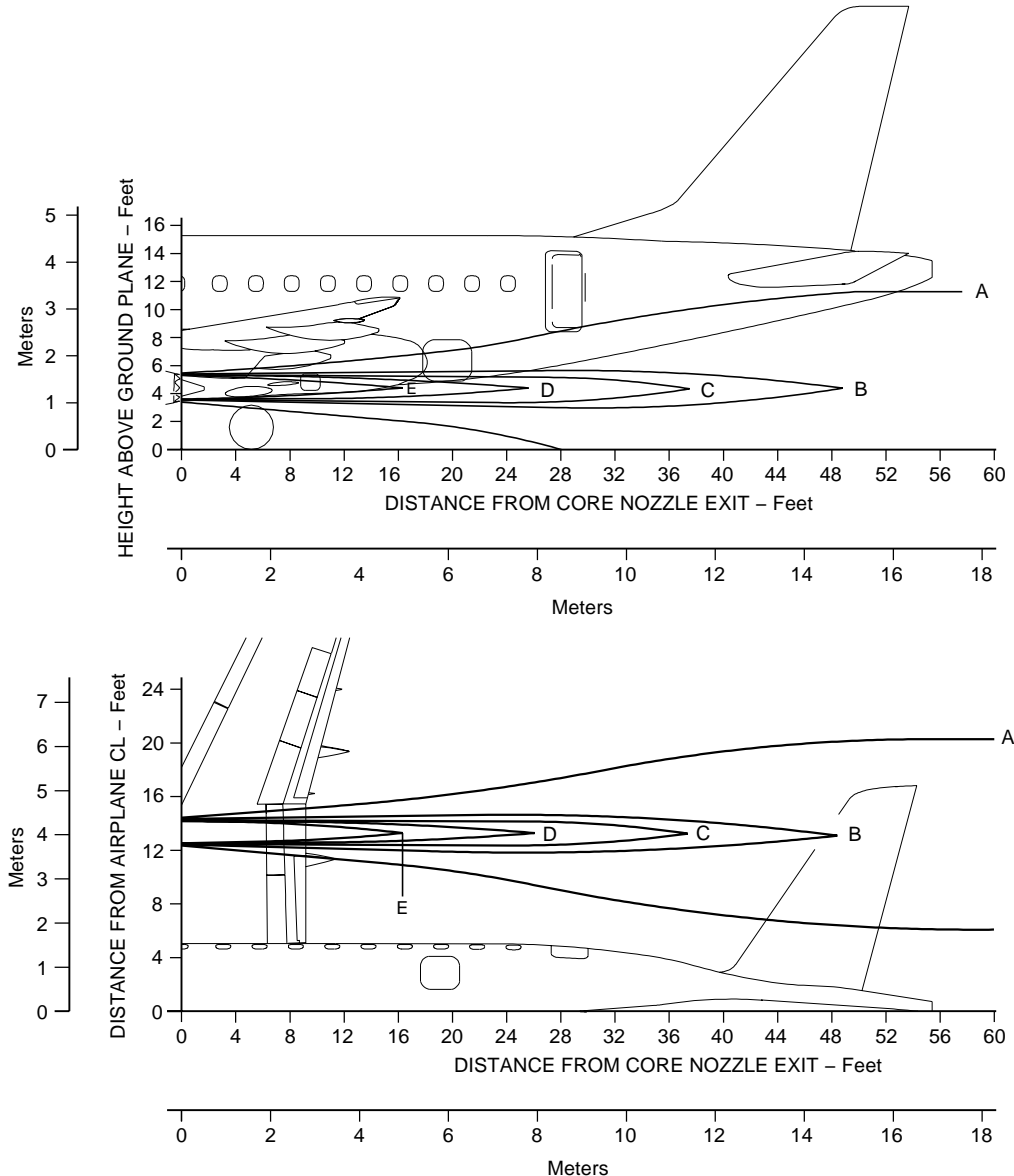 5
4
3
2
1
0
Meters
HEIGHT ABOVE GROUND PLANE – Feet
16
14
12
10
8
6
4
2
0
A
B
C
D
E
0 4 8 12 16 20 24 28 32 36 44 44 48 52 56 60
DISTANCE FROM CORE NOZZLE EXIT – Feet
0 2 4 6 8 10 12 14 16 18
Meters
7
6
5
4
3
2
1
0
Meters
DISTANCE FROM AIRPLANE CL – Feet
24
20
16
12
8
4
0
A
B
C
D
E
0 4 8 12 16 20 24 28 32 36 44 44 48 52 56 60
DISTANCE FROM CORE NOZZLE EXIT – Feet
0 2 4 6 8 10 12 14 16 18
Meters